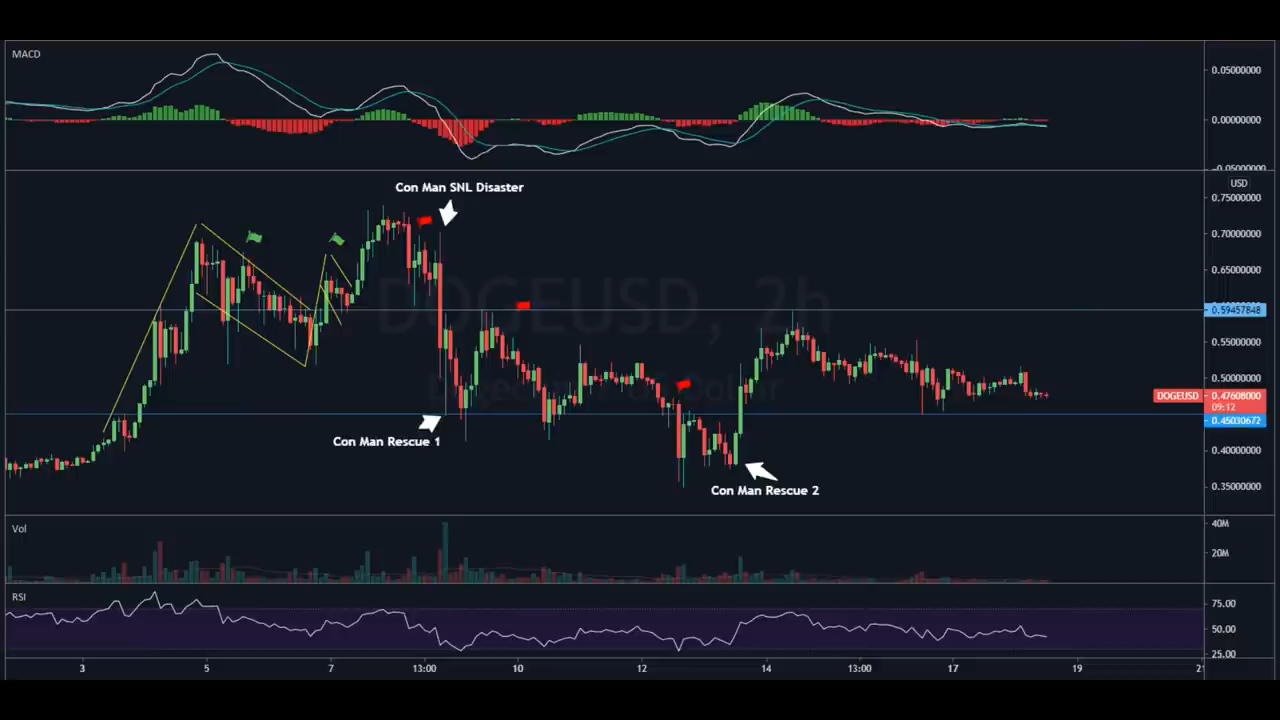 MACD
0.05000000
0.00000000
-0.05000000
USD
Con Man SNL Disaster
0.75000000
0.70000000
0.65000000
DOGEUSD, 2h
0.59457848
0.55000000
0.50000000
DOGEUSD
0.47608000
09:12
0.45030672
Con Man Rescue 1
0.40000000
Con Man Rescue 2
0.35000000
Vol
40M
20M
RSI
75.00
50.00
25.00
3 5 7 13:00 10 12 14 13:00 17 19